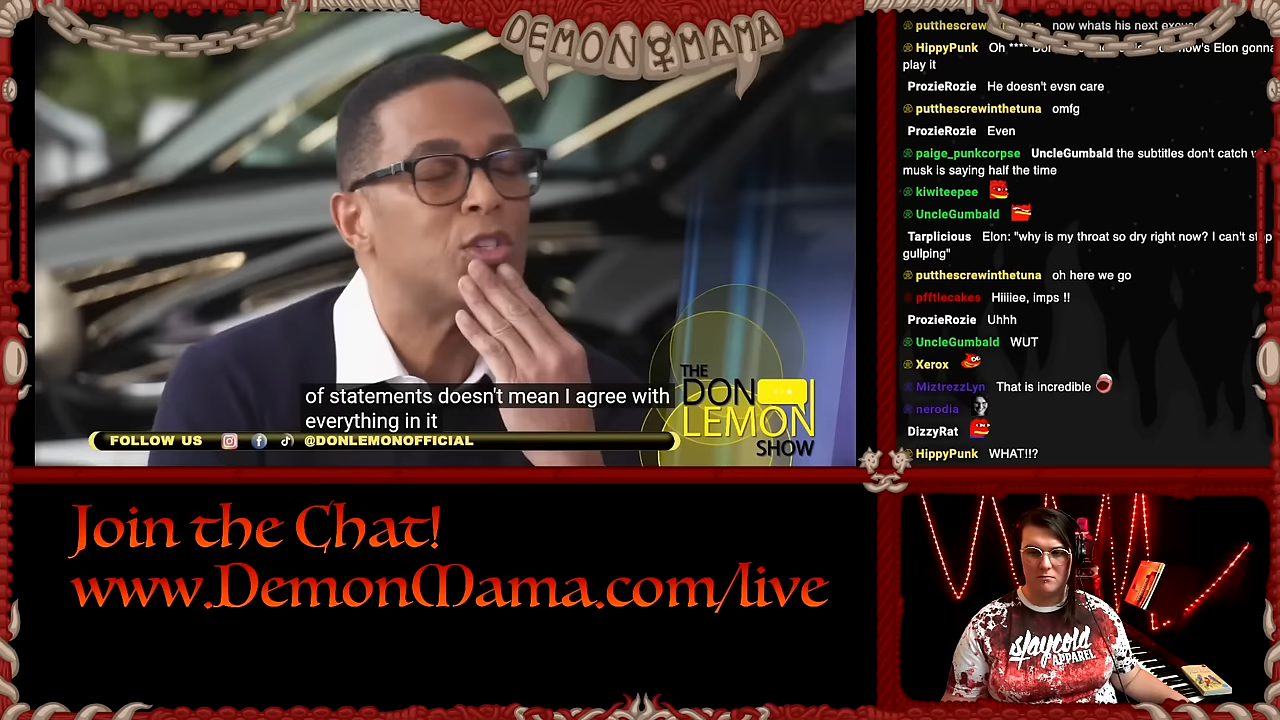 DEMON MAMA
of statements doesn't mean I agree with
everything in it
FOLLOW US @DONLEMONOFFICIAL
THE
DON
LEMON
SHOW
now whats his next
HippyPunk Oh **** Elon gonna
play it
ProzieRozie He doesn't evsn care
putthescrewinthetuna omfg
ProzieRozie Even
paige_punkcorpse UncleGumbald the subtitles don't catch
musk is saying half the time
kiwiteepee
UncleGumbald
Tarplicious Elon: "why is my throat so dry right now? I can't stop
gullping"
putthescrewinthetuna oh here we go
pfftlecakes Hiiiiee, imps !!
ProzieRozie Uhhh
UncleGumbald WUT
Xerox
MiztrezzLyn That is incredible
nerodia
DizzyRat
HippyPunk WHAT!!?
Join the Chat!
www.DemonMama.com/live
slaycold
APPAREL